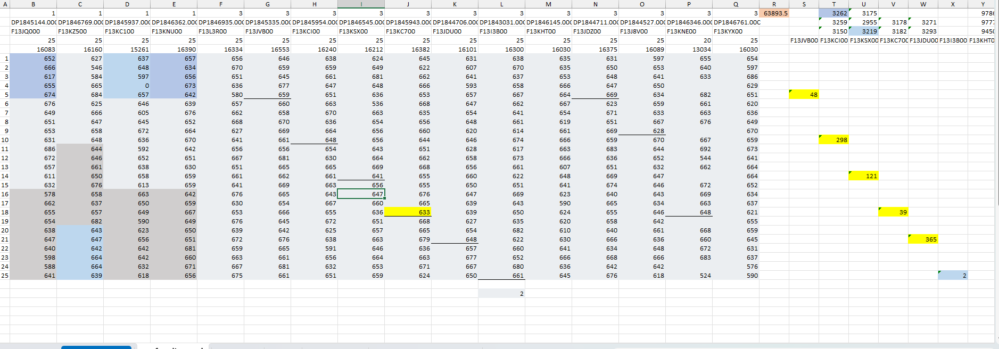 A B C D E F G H I J K L M N O P Q R S T U V W X Y
1 1 1 1 3 3 3 3 3 3 3 3 3 3 3 3 63893.5 3262 3175 978
DP1845144.00( DP1846769.00( DP1845937.00( DP1846362.00( DP1846935.00( DP1845335.00( DP1845954.00( DP1846545.00( DP1845943.00( DP1844706.00( DP1843031.00( DP1846145.00( DP1844711.00( DP1844527.00( DP1846346.00( DP1846761.00C 3259 2955 3178 3271 977
F13JQ000 F13KZ500 F13KC100 F13KNU00 F13L3R00 F13JVB00 F13KCI00 F13KSX00 F13KC700 F13JDU00 F13I3B00 F13KHT00 F13JDZ00 F13J8V00 F13KNE00 F13KYX00 3150 3219 3182 3293 945
25 25 25 25 25 25 25 25 25 25 25 25 25 25 20 25 F13JVB00 F13KCI00 F13KSX00 F13KC70C F13JDU00 F13I3B00 F13KHT0
16083 16160 15261 16390 16334 16553 16240 16212 16382 16101 16300 16030 16375 16089 13034 16030
1 652 627 637 657 656 646 638 624 645 631 638 635 631 597 655 654
2 666 546 648 634 670 659 659 649 622 607 670 635 650 653 640 597
3 617 584 597 656 651 645 661 681 662 641 637 653 648 641 633 686
4 655 665 0 673 636 677 647 648 666 593 658 666 647 650 629
5 674 684 657 642 580 659 651 636 653 657 667 664 669 634 682 651 48
6 676 625 646 639 657 660 663 536 668 647 662 667 623 659 661 620
7 649 666 605 676 662 658 670 663 635 654 641 654 671 633 663 636
8 651 647 645 652 668 670 636 654 656 648 661 619 651 667 676 649
9 653 658 672 664 627 669 664 656 660 620 614 661 669 628 670
10 631 648 636 670 641 661 648 656 644 646 674 666 659 670 667 659 298
11 686 644 592 642 656 656 654 643 651 628 617 663 683 644 692 673
12 672 646 652 651 667 681 630 664 662 658 673 666 636 652 544 641
13 657 661 638 630 651 665 665 669 668 656 661 607 651 632 662 664
14 611 650 658 659 661 662 661 641 655 660 622 648 669 647 664 121
15 632 676 613 659 641 669 663 656 655 650 651 641 674 646 672 652
16 578 658 663 642 676 665 643 647 676 647 669 623 640 643 669 634
17 662 637 650 659 630 654 667 660 665 639 643 590 665 634 663 637
18 655 657 649 667 653 666 655 636 633 639 650 624 655 646 648 621 39
19 654 682 590 649 676 645 672 651 668 627 635 620 658 642 655
20 638 643 623 650 639 642 625 657 665 654 682 610 640 661 668 659
21 647 647 656 651 672 676 638 663 679 648 622 630 666 636 660 645 365
22 640 642 642 681 659 665 591 646 636 657 660 641 634 648 672 631
23 598 664 642 660 663 661 656 664 663 677 652 666 668 666 683 637
24 588 664 632 671 667 681 632 653 671 667 680 636 642 642 576
25 641 639 618 656 675 661 651 659 624 650 661 645 676 618 524 590 2
2